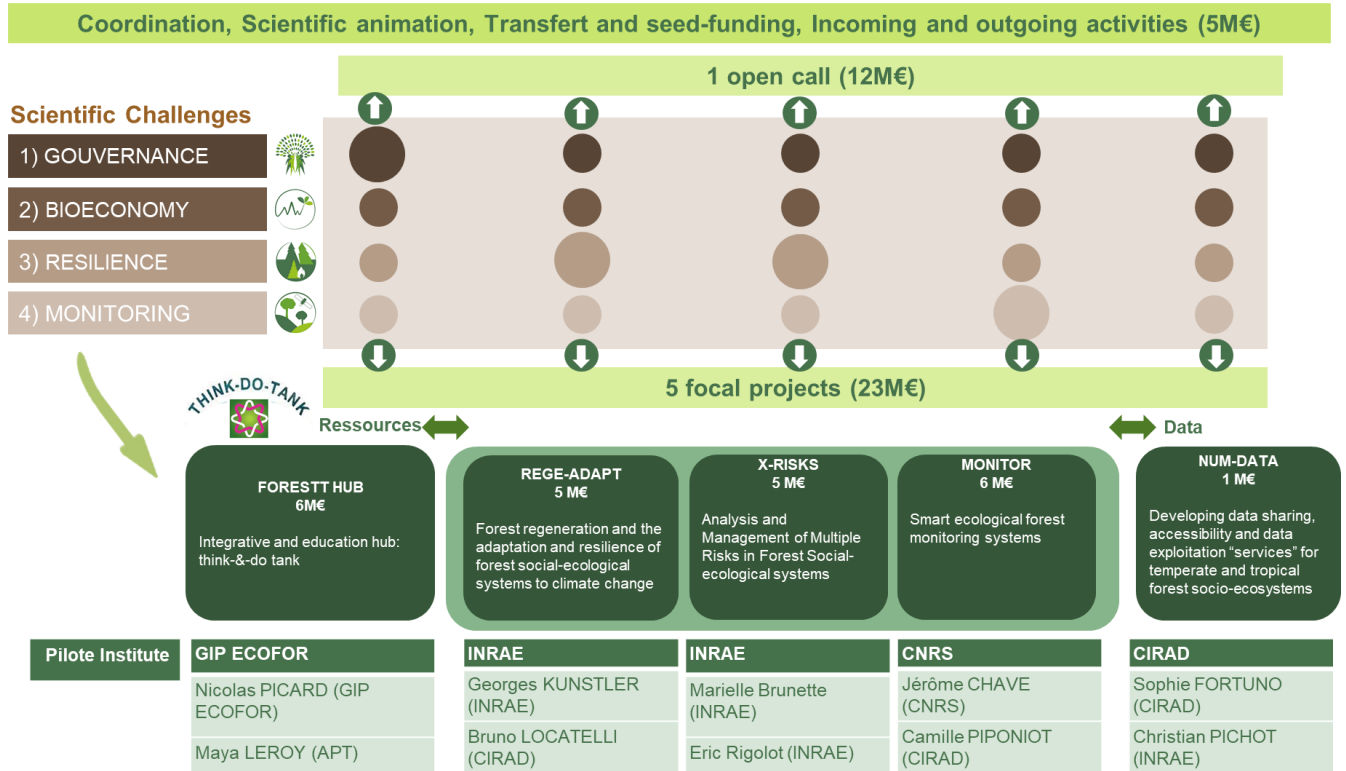 Coordination, Scientific animation, Transfert and seed-funding, Incoming and outgoing activities (5M€)
1 open call (12M€)
Scientific Challenges
1) GOUVERNANCE
2) BIOECONOMY
3) RESILIENCE
4) MONITORING
5 focal projects (23M€)
THINK-DO-TANK
Ressources
Data
FORESTT HUB
6M€
Integrative and education hub:
think-&-do tank
REGE-ADAPT
5 M€
Forest regeneration and the
adaptation and resilience of
forest social-ecological
systems to climate change
X-RISKS
5 M€
Analysis and
Management of Multiple
Risks in Forest Social-
ecological systems
MONITOR
6 M€
Smart ecological forest
monitoring systems
NUM-DATA
1 M€
Developing data sharing,
accessibility and data
exploitation “services” for
temperate and tropical
forest socio-ecosystems
Pilote Institute
GIP ECOFOR
Nicolas PICARD (GIP
ECOFOR)
Maya LEROY (APT)
INRAE
Georges KUNSTLER
(INRAE)
Bruno LOCATELLI
(CIRAD)
INRAE
Marielle Brunette
(INRAE)
Eric Rigolot (INRAE)
CNRS
Jérôme CHAVE
(CNRS)
Camille PIPONIOT
(CIRAD)
CIRAD
Sophie FORTUNO
(CIRAD)
Christian PICHOT
(INRAE)